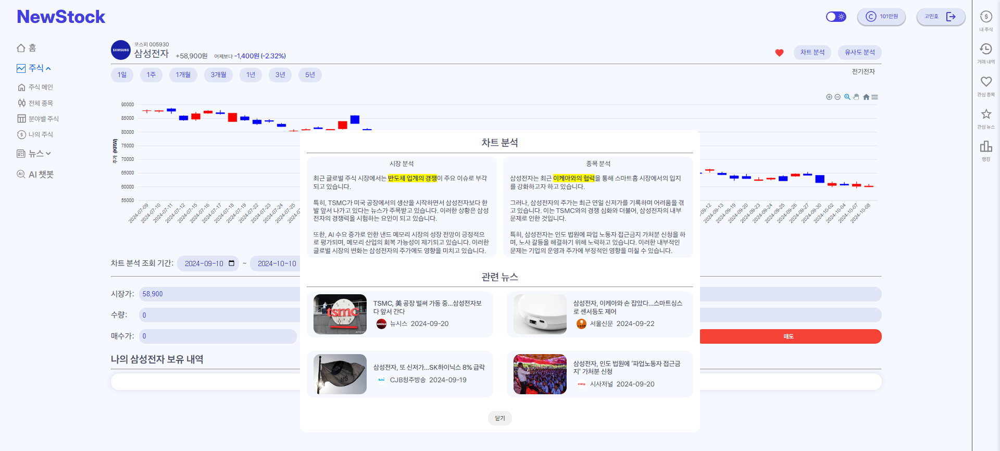 NewStock
101만원
고민호
홈
주식
주식 메인
전체 종목
분야별 주식
나의 주식
뉴스
AI 챗봇
SAMSUNG
코스피 005930
삼성전자
+58,900원
어제보다 -1,400원 (-2.32%)
차트 분석
유사도 분석
1일
1주
1개월
3개월
1년
3년
5년
전기전자
주가 (KRW)
90000
85000
80000
75000
70000
65000
60000
55000
2024-07-09
2024-07-10
2024-07-11
2024-07-12
2024-07-15
2024-07-16
2024-07-17
2024-07-18
2024-07-19
2024-07-22
2024-07-23
2024-07-24
2024-07-25
09-12
2024-09-13
2024-09-19
2024-09-20
2024-09-23
2024-09-24
2024-09-25
2024-09-26
2024-09-27
2024-09-30
2024-10-02
2024-10-04
2024-10-07
2024-10-08
차트 분석 조회 기간:
2024-09-10
~
2024-10-10
시장가:
58,900
수량:
0
매수가:
0
매도
나의 삼성전자 보유 내역
차트 분석
시장 분석
최근 글로벌 주식 시장에서는 반도체 업계의 경쟁이 주요 이슈로 부각
되고 있습니다.
특히, TSMC가 미국 공장에서의 생산을 시작하면서 삼성전자보다 한
발 앞서 나가고 있다는 뉴스가 주목받고 있습니다. 이러한 상황은 삼성
전자의 경쟁력을 시험하는 요인이 되고 있습니다.
또한, AI 수요 증가로 인한 낸드 메모리 시장의 성장 전망이 긍정적으
로 평가되며, 메모리 산업의 회복 가능성이 제기되고 있습니다. 이러한
글로벌 시장의 변화는 삼성전자의 주가에도 영향을 미치고 있습니다.
종목 분석
삼성전자는 최근 이케아와의 협력을 통해 스마트홈 시장에서의 입지
를 강화하고자 하고 있습니다.
그러나, 삼성전자의 주가는 최근 연일 신저가를 기록하며 어려움을 겪
고 있습니다. 이는 TSMC와의 경쟁 심화와 더불어, 삼성전자의 내부
문제로 인한 것입니다.
특히, 삼성전자는 인도 법원에 파업 노동자 접근금지 가처분 신청을 하
며, 노사 갈등을 해결하기 위해 노력하고 있습니다. 이러한 내부적인
문제는 기업의 운영과 주가에 부정적인 영향을 미칠 수 있습니다.
관련 뉴스
tsmc
TSMC, 美 공장 벌써 가동 중...삼성전자보
다 앞서 간다
뉴시스 2024-09-20
삼성전자, 이케아와 손 잡았다...스마트싱스
로 센서등도 제어
서울신문 2024-09-22
삼성
삼성전자, 또 신저가...SK하이닉스 8% 급락
CJB청주방송 2024-09-19
삼성전자, 인도 법원에 ‘파업노동자 접근금
지’ 가처분 신청
시사저널 2024-09-20
닫기
내 주식
거래 내역
관심 종목
관심 뉴스
랭킹